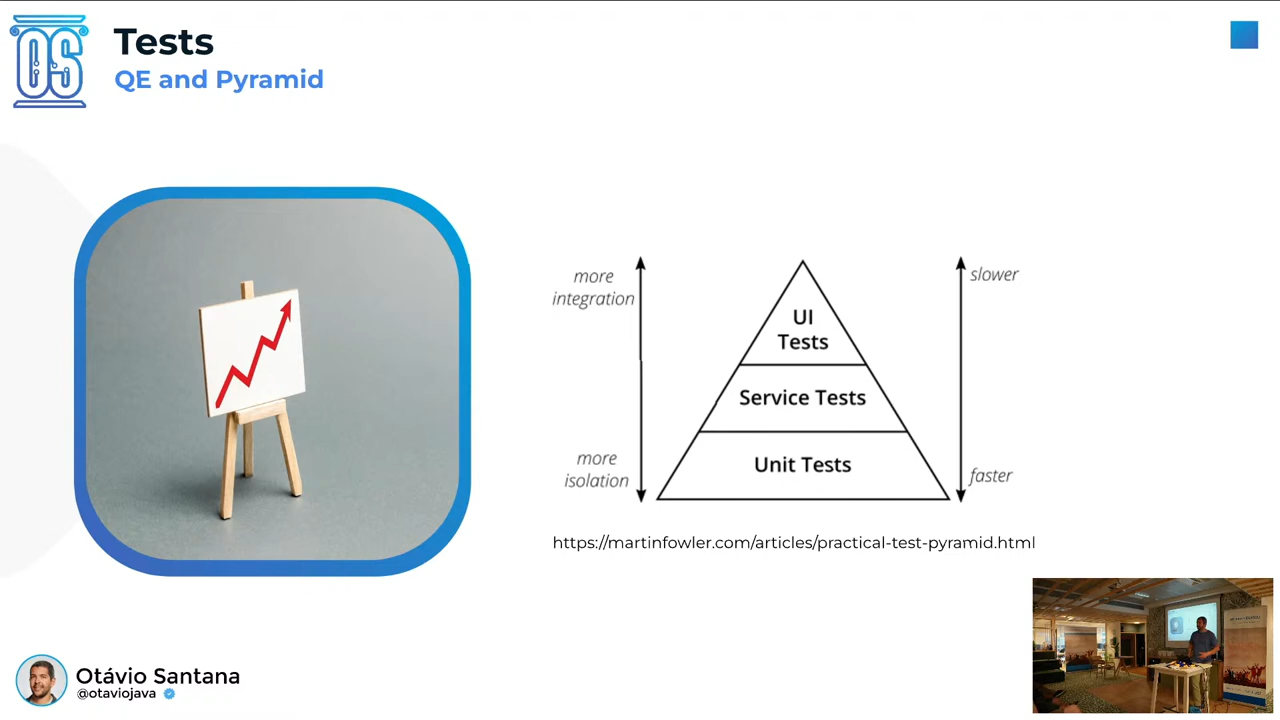 OS
Tests
QE and Pyramid
more
integration
slower
UI
Tests
Service Tests
Unit Tests
more
isolation
faster
https://martinfowler.com/articles/practical-test-pyramid.html
Otávio Santana
@otaviojava